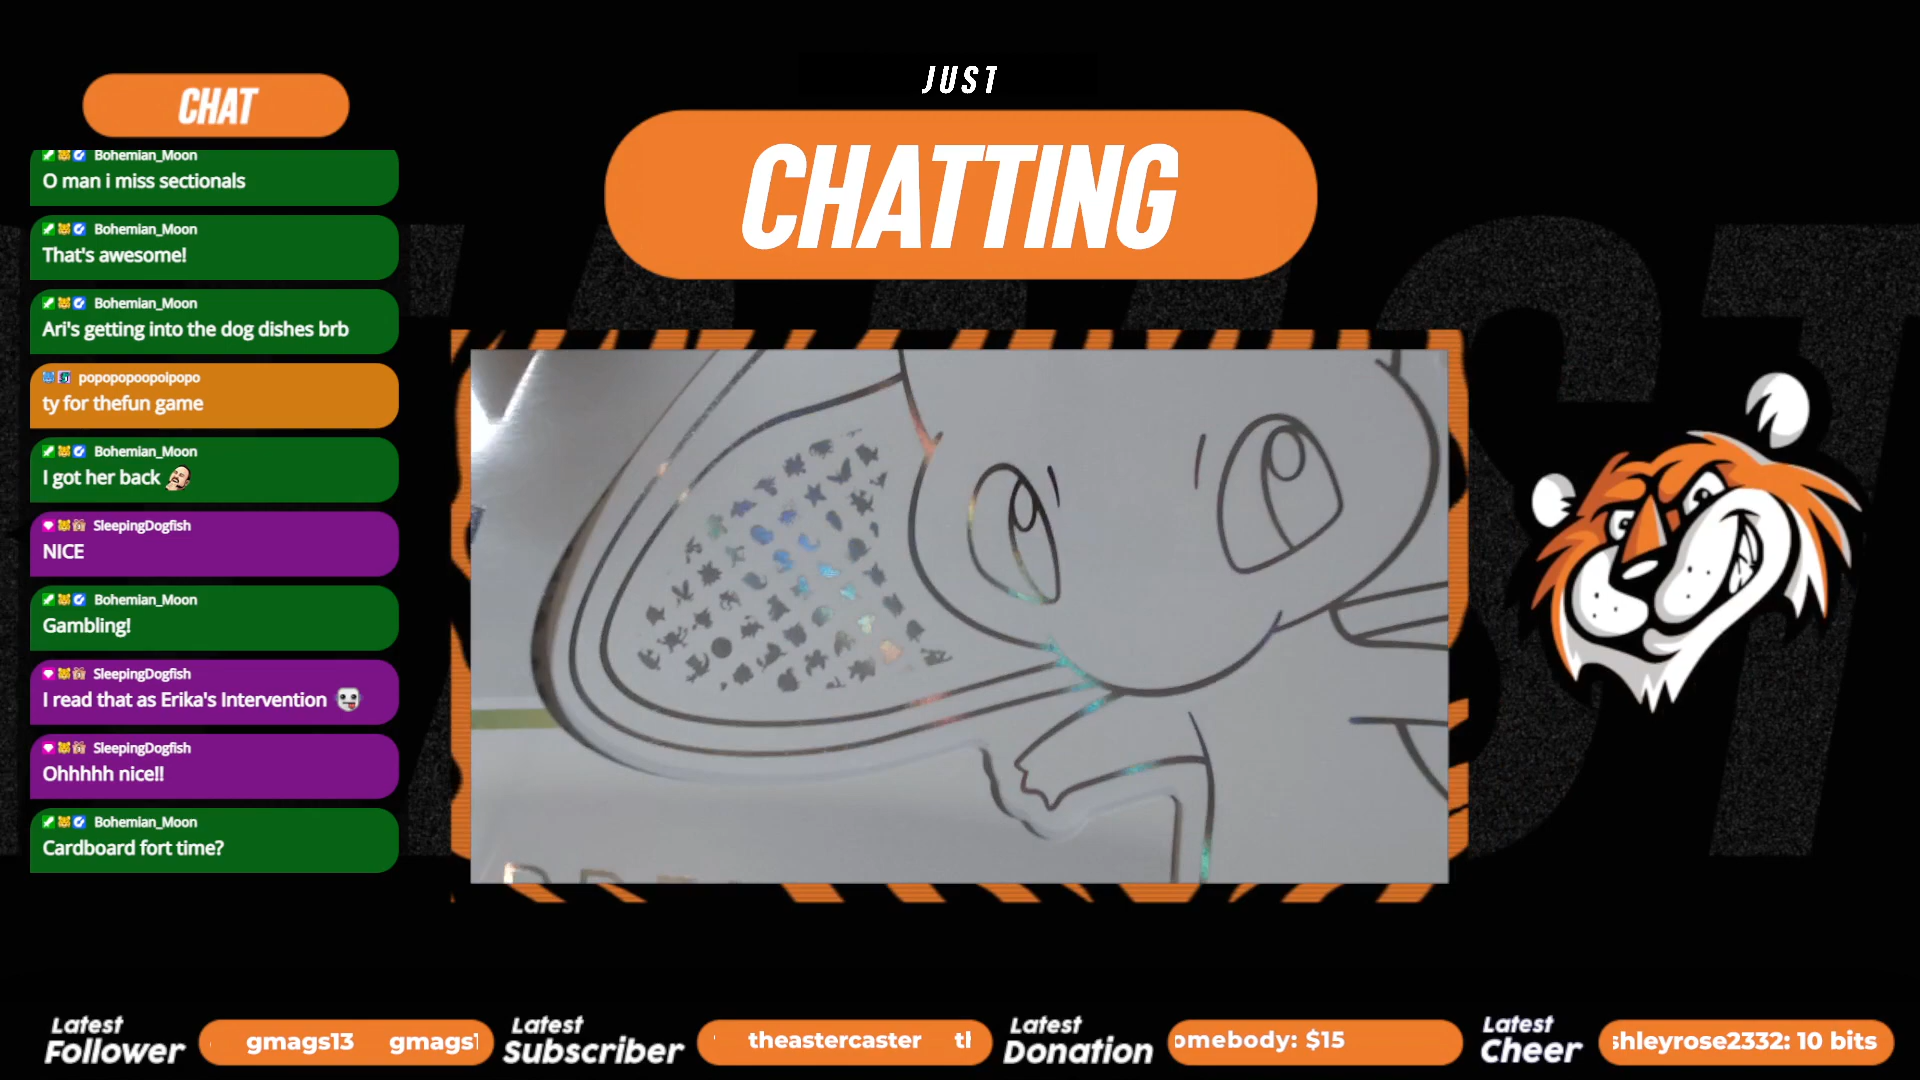 JUST
CHATTING
CHAT
Bohemian_Moon
O man i miss sectionals
Bohemian_Moon
That's awesome!
Bohemian_Moon
Ari's getting into the dog dishes brb
popopopoopolpopo
ty for thefun game
Bohemian_Moon
I got her back
SleepingDogfish
NICE
Bohemian_Moon
Gambling!
SleepingDogfish
I read that as Erika's Intervention
SleepingDogfish
Ohhhhh nice!!
Bohemian_Moon
Cardboard fort time?
Latest
Follower
gmags13 gmags1
Latest
Subscriber
theastercaster tl
Latest
Donation
omebody: $15
Latest
Cheer
shleyrose2332: 10 bits